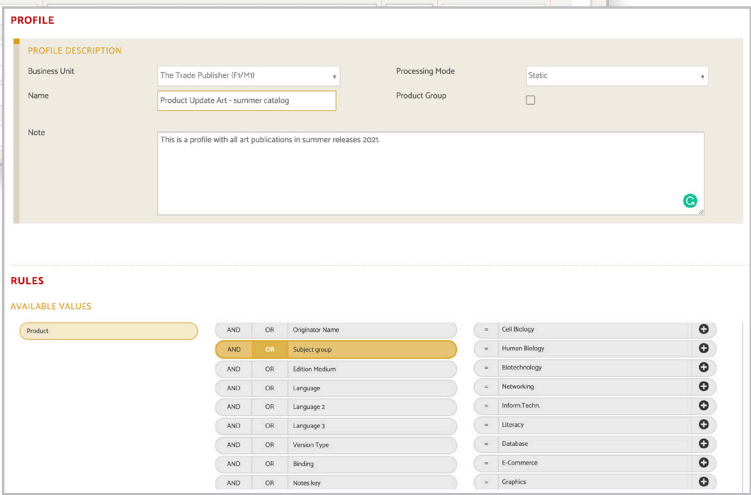 PROFILE
PROFILE DESCRIPTION
Business Unit The Trade Publisher (F1/M1) Processing Mode Static
Name Product Update Art - summer catalog Product Group
Note This is a profile with all art publications in summer releases 2021.
RULES
AVAILABLE VALUES
Product AND OR Originator Name = Cell Biology
AND OR Subject group = Human Biology
AND OR Edition Medium = Biotechnology
AND OR Language = Networking
AND OR Language 2 = Inform.Techn.
AND OR Language 3 = Literacy
AND OR Version Type = Database
AND OR Binding = E-Commerce
AND OR Notes key = Graphics